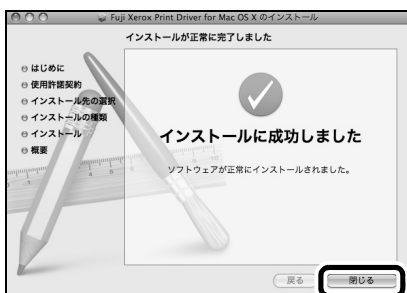 Fuji Xerox Print Driver for Mac OS X のインストール
インストールが正常に完了しました
はじめに
使用許諾契約
インストール先の選択
インストールの種類
インストール
概要
インストールに成功しました
ソフトウェアが正常にインストールされました。
戻る
閉じる